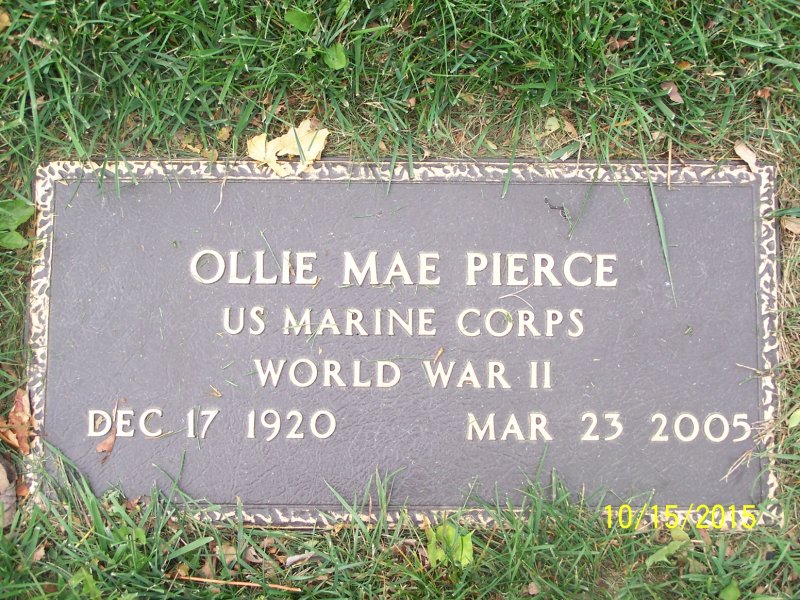 OLLIE MAE PIERCE
US MARINE CORPS
WORLD WAR II
DEC 17 1920 MAR 23 2005
10/15/2015